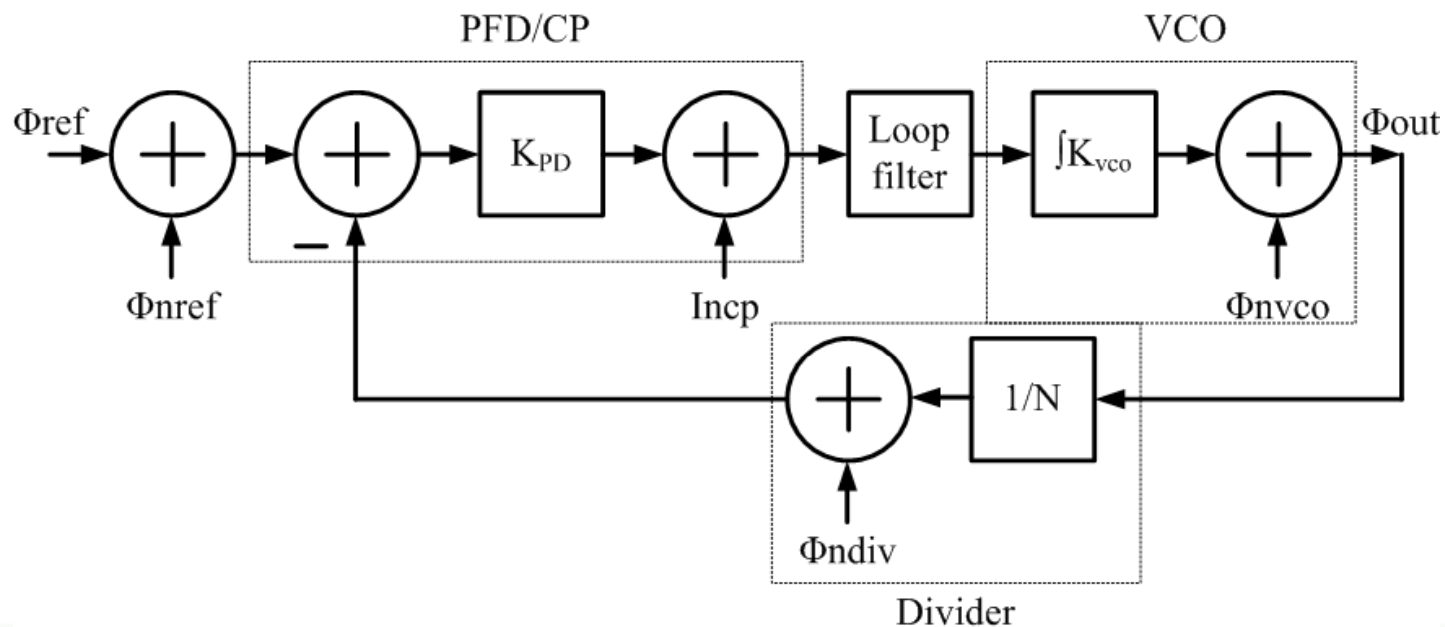 PFD/CP
VCO
Φref
K_PD
Loop
filter
∫K_vco
Φout
−
Φnref
Incp
Φnvco
1/N
Φndiv
Divider